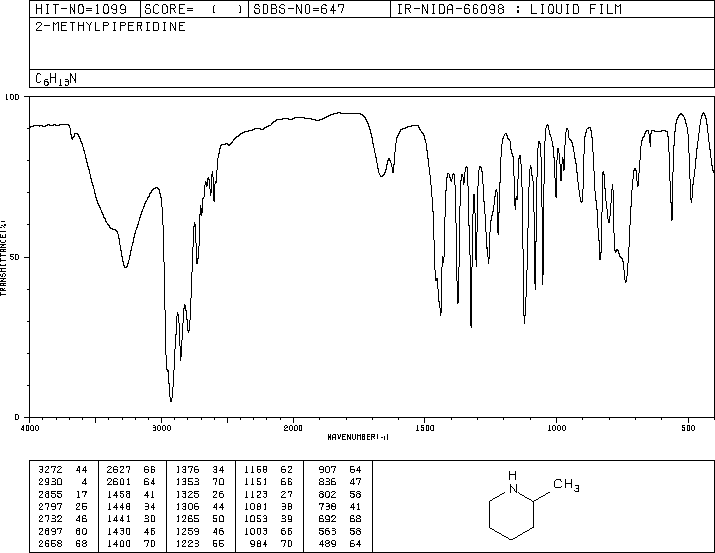 HIT-NO=1099 SCORE= ( ) SDBS-NO=647 IR-NIDA-66098 : LIQUID FILM
2-METHYLPIPERIDINE
C6H13N
100
50
0
TRANSMITTANCE(%)
4000 3000 2000 1500 1000 500
WAVENUMBER(-1)
3272 44 2627 66 1376 34 1158 62 907 64
2930 4 2601 64 1353 70 1151 66 836 47
2855 17 1458 41 1325 26 1123 27 802 58
2797 25 1448 34 1306 44 1081 38 738 41
2732 46 1441 30 1265 50 1053 39 692 68
2697 60 1430 46 1259 46 1003 66 563 58
2658 68 1400 70 1223 55 984 70 489 64
H
N
CH3